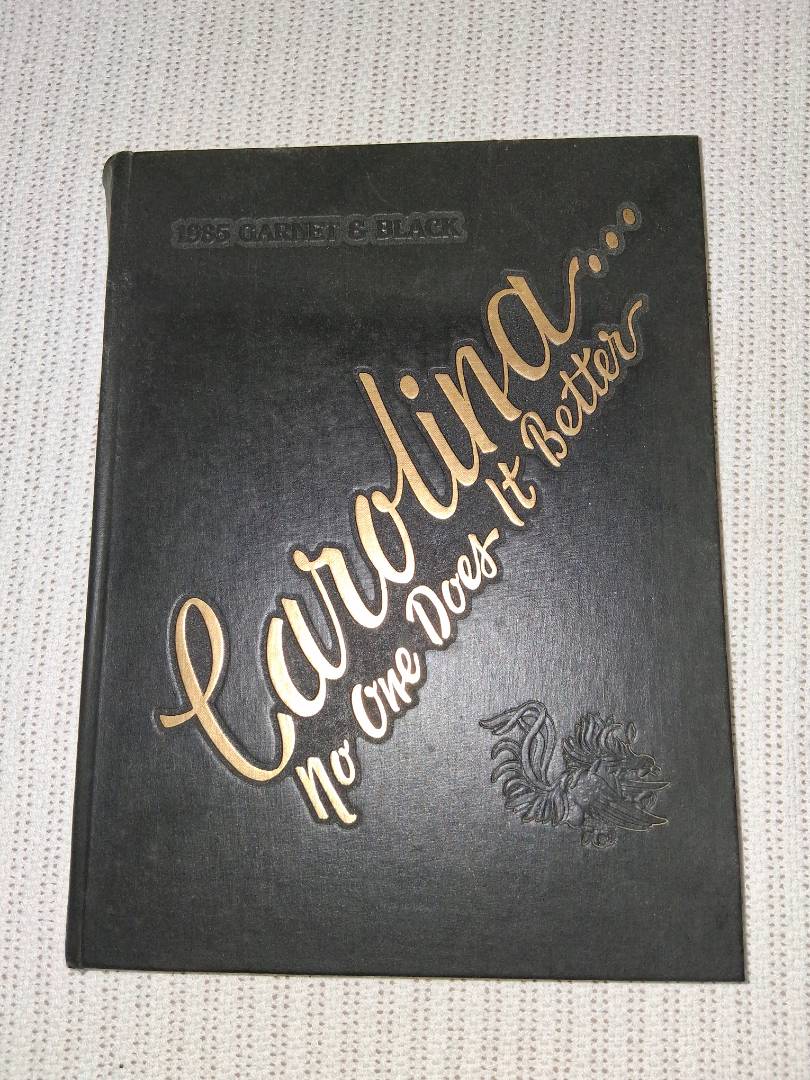 1985 GARNET & BLACK
Carolina...
No One Does It Better